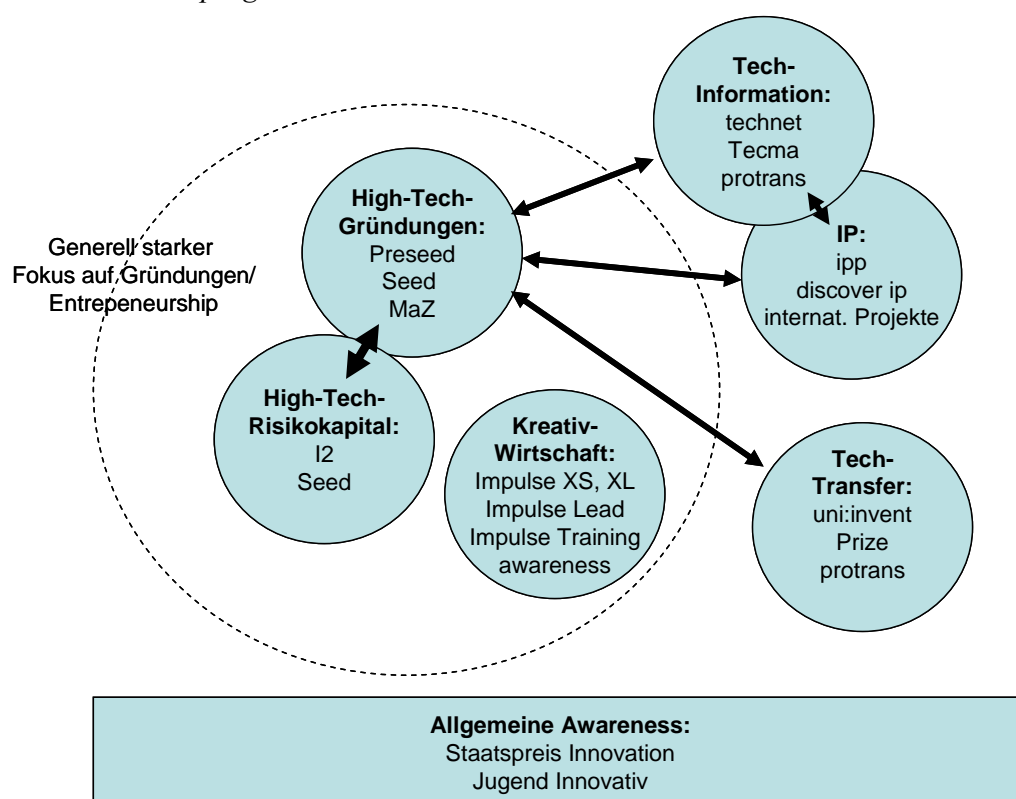 Tech-
Information:
technet
Tecma
protrans
High-Tech-
Gründungen:
Preseed
Seed
MaZ
IP:
ipp
discover ip
internat. Projekte
Generell starker
Fokus auf Gründungen/
Entrepeneurship
High-Tech-
Risikokapital:
I2
Seed
Kreativ-
Wirtschaft:
Impulse XS, XL
Impulse Lead
Impulse Training
awareness
Tech-
Transfer:
uni:invent
Prize
protrans
Allgemeine Awareness:
Staatspreis Innovation
Jugend Innovativ